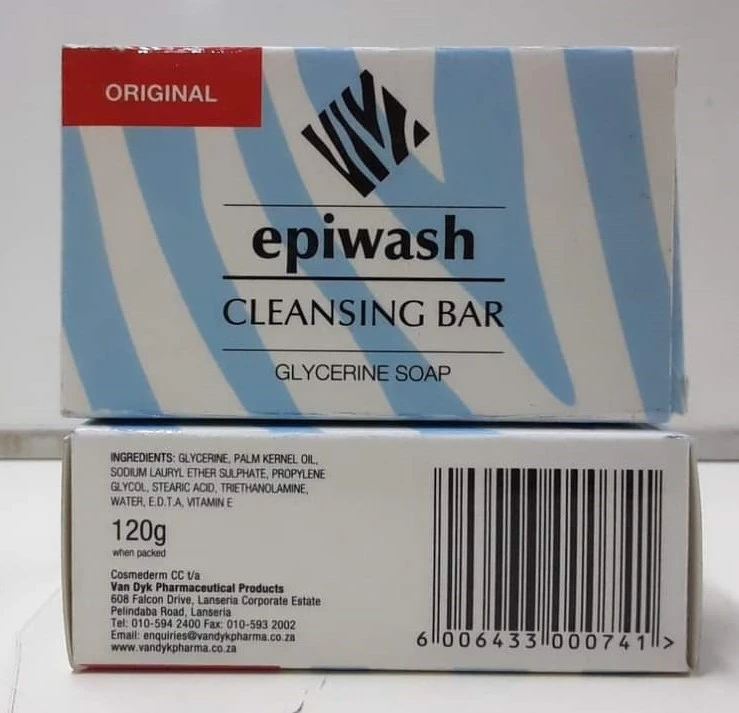 ORIGINAL
epiwash
CLEANSING BAR
GLYCERINE SOAP
INGREDIENTS: GLYCERINE, PALM KERNEL OIL,
SODIUM LAURYL ETHER SULPHATE, PROPYLENE
GLYCOL, STEARIC ACID, TRIETHANOLAMINE,
WATER, E.D.T.A, VITAMIN E
120g
when packed
Cosmederm CC t/a
Van Dyk Pharmaceutical Products
608 Falcon Drive, Lanseria Corporate Estate
Pelindaba Road, Lanseria
Tel: 010-594 2400 Fax: 010-593 2002
Email: enquiries@vandykpharma.co.za
www.vandykpharma.co.za
6 006433 000741 >